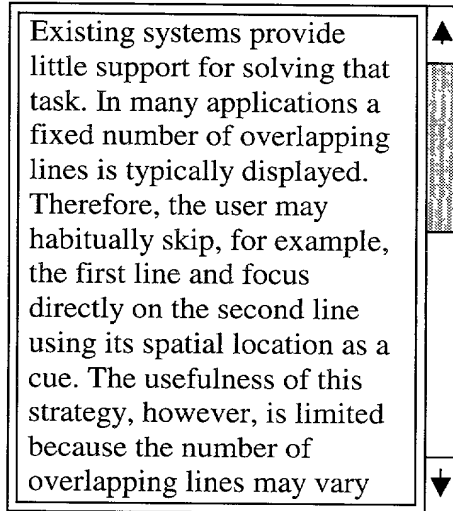 Existing systems provide
little support for solving that
task. In many applications a
fixed number of overlapping
lines is typically displayed.
Therefore, the user may
habitually skip, for example,
the first line and focus
directly on the second line
using its spatial location as a
cue. The usefulness of this
strategy, however, is limited
because the number of
overlapping lines may vary